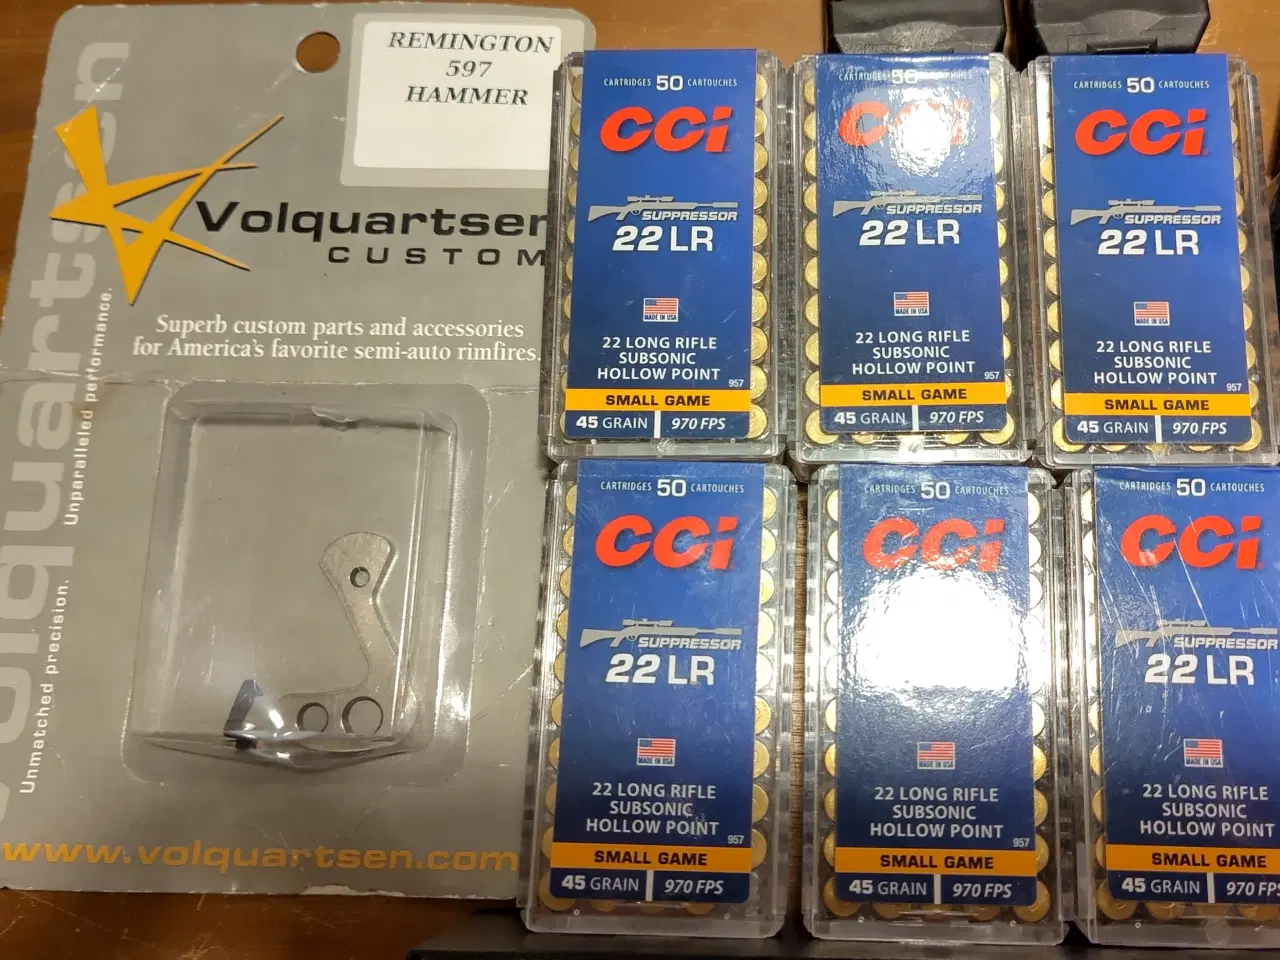 REMINGTON
597
HAMMER
Volquartsen
Volquartsen
CUSTOM
Superb custom parts and accessories
for America's favorite semi-auto rimfires.
Unparalleled performance.
Unmatched precision.
www.volquartsen.com
CARTRIDGES 50 CARTOUCHES
CCi
SUPPRESSOR
22 LR
MADE IN USA
22 LONG RIFLE
SUBSONIC
HOLLOW POINT
957
SMALL GAME
45 GRAIN 970 FPS
CARTRIDGES 50
CCi
SUPPRESSOR
22 LR
MADE IN USA
22 LONG RIFLE
SUBSONIC
HOLLOW POINT
957
SMALL GAME
45 GRAIN 970 FPS
CARTRIDGES 50 CARTOUCHES
CCi
SUPPRESSOR
22 LR
MADE IN USA
22 LONG RIFLE
SUBSONIC
HOLLOW POINT
957
SMALL GAME
45 GRAIN 970 FPS
CARTRIDGES 50 CARTOUCHES
CCi
SUPPRESSOR
22 LR
MADE IN USA
22 LONG RIFLE
SUBSONIC
HOLLOW POINT
957
SMALL GAME
45 GRAIN 970 FPS
CARTRIDGES 50 CARTOUCHES
CCi
MADE IN USA
22 LONG RIFLE
SUBSONIC
HOLLOW POINT
957
SMALL GAME
45 GRAIN 970 FPS
CARTRIDGES 50 CARTOUCHES
CCi
SUPPRESSOR
22 LR
MADE IN USA
22 LONG RIFLE
SUBSONIC
HOLLOW POINT
SMALL GAME
45 GRAIN 970 FPS